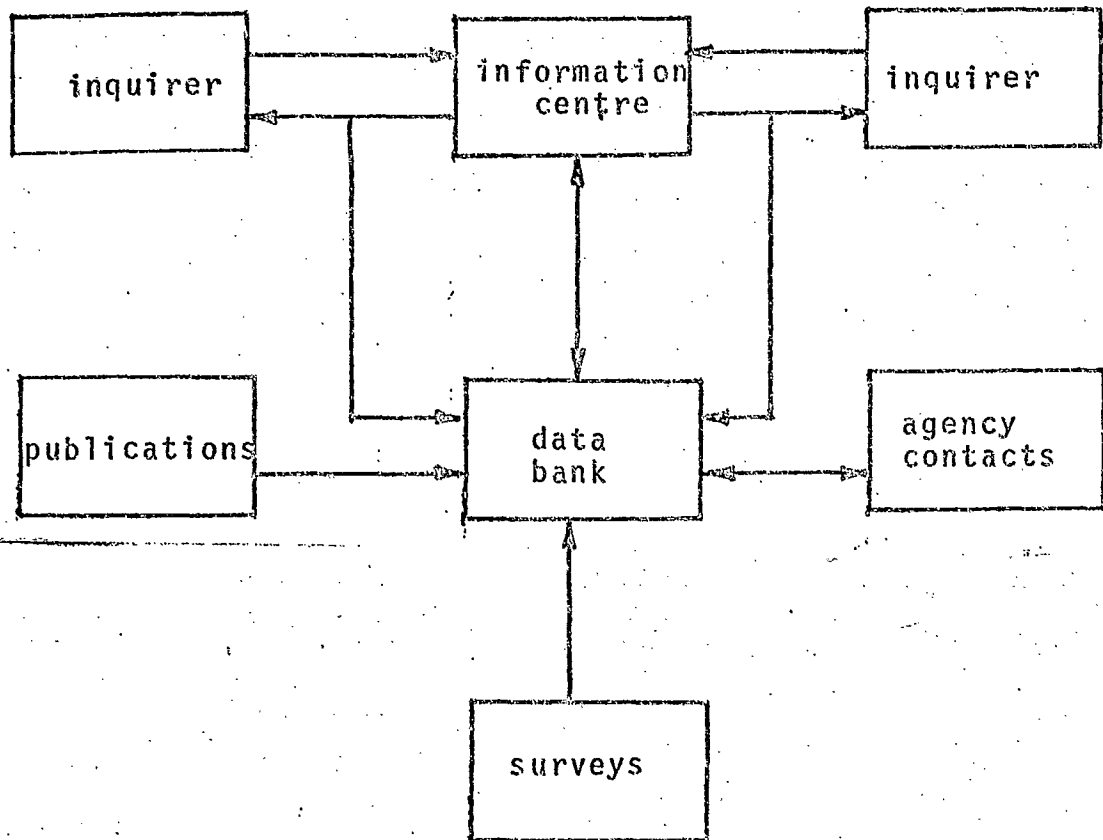 inquirer
information
centre
inquirer
publications
data
bank
agency
contacts
surveys